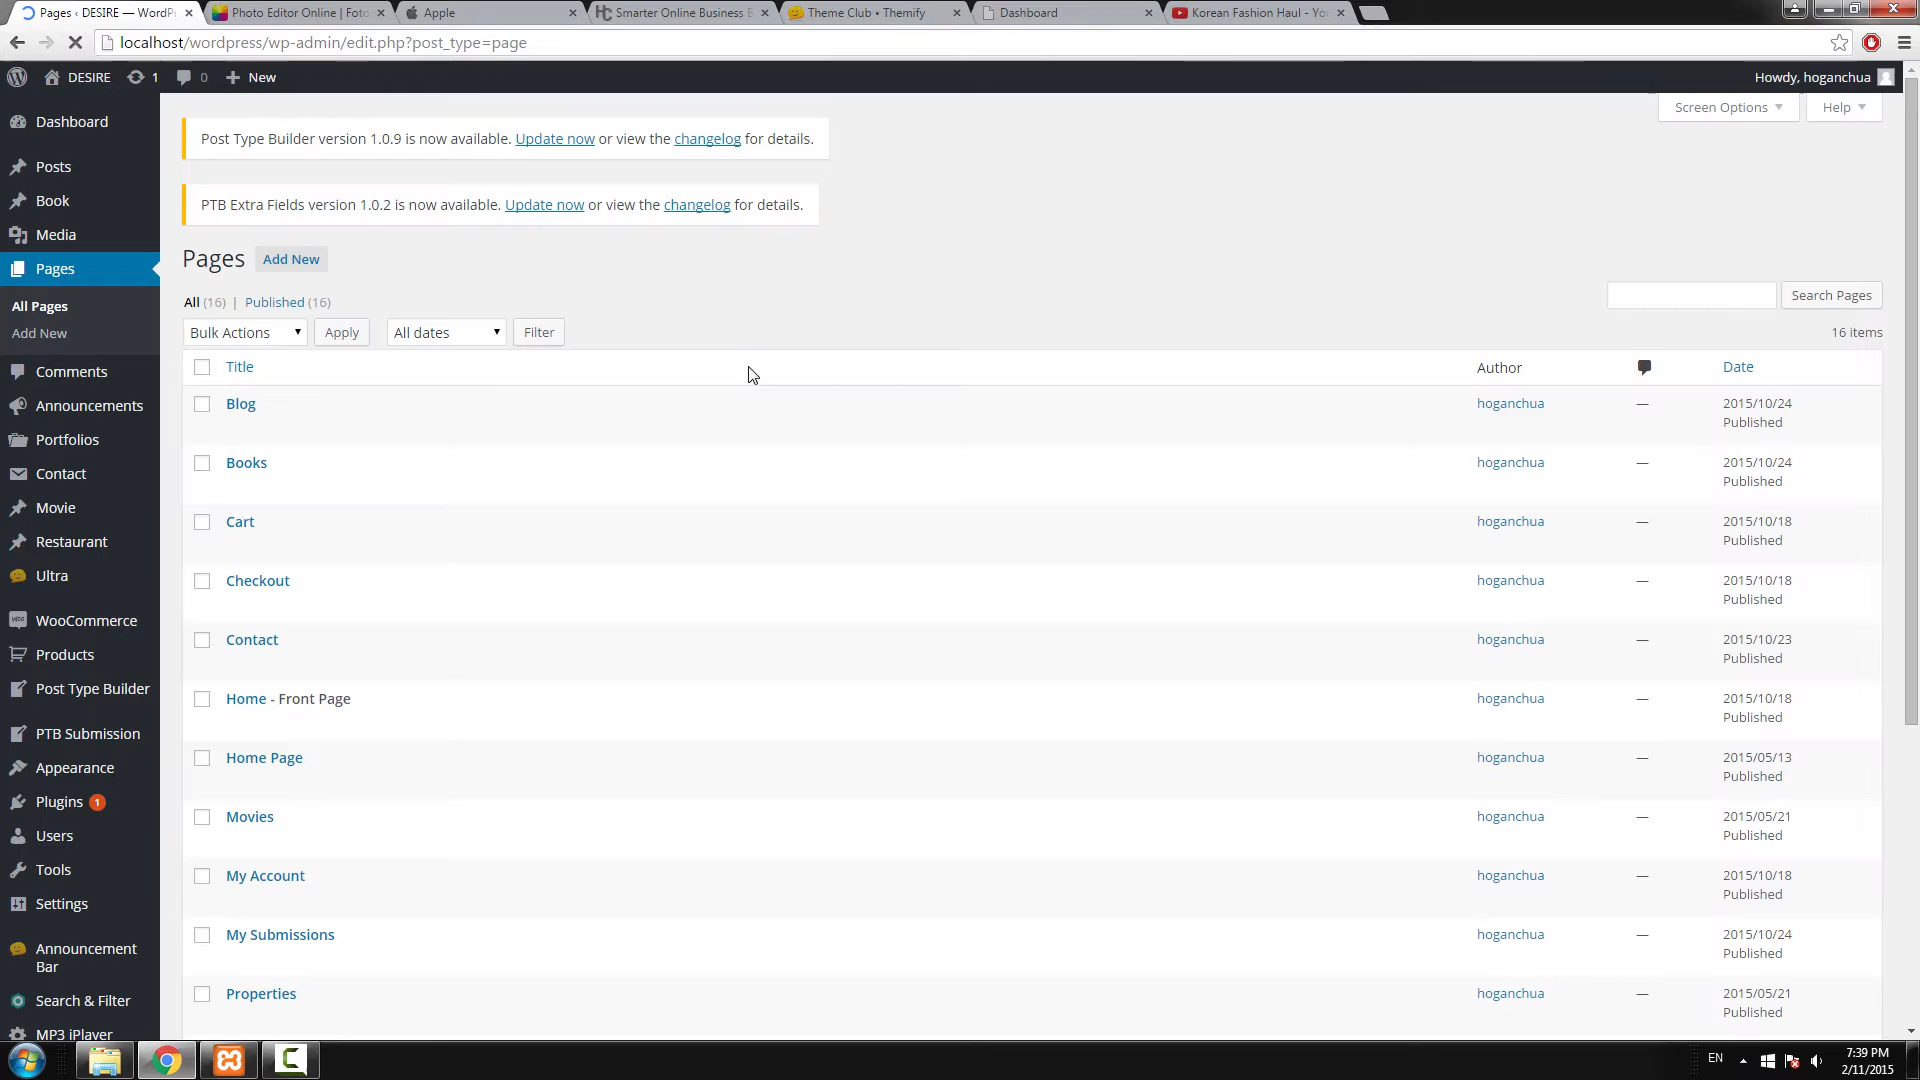 Pages ‹ DESIRE — WordPr
Photo Editor Online | Foto
Apple
Smarter Online Business B
Theme Club • Themify
Dashboard
Korean Fashion Haul - Yo
localhost/wordpress/wp-admin/edit.php?post_type=page
DESIRE
1
0
New
Howdy, hoganchua
Screen Options
Help
Dashboard
Posts
Book
Media
Pages
All Pages
Add New
Comments
Announcements
Portfolios
Contact
Movie
Restaurant
Ultra
WooCommerce
Products
Post Type Builder
PTB Submission
Appearance
Plugins 1
Users
Tools
Settings
Announcement
Bar
Search & Filter
MP3 iPlayer
Post Type Builder version 1.0.9 is now available. Update now or view the changelog for details.
PTB Extra Fields version 1.0.2 is now available. Update now or view the changelog for details.
Pages Add New
All (16) | Published (16)
Search Pages
Bulk Actions Apply All dates Filter
16 items
Title Author Date
Blog hoganchua — 2015/10/24
Published
Books hoganchua — 2015/10/24
Published
Cart hoganchua — 2015/10/18
Published
Checkout hoganchua — 2015/10/18
Published
Contact hoganchua — 2015/10/23
Published
Home - Front Page hoganchua — 2015/10/18
Published
Home Page hoganchua — 2015/05/13
Published
Movies hoganchua — 2015/05/21
Published
My Account hoganchua — 2015/10/18
Published
My Submissions hoganchua — 2015/10/24
Published
Properties hoganchua — 2015/05/21
Published
EN
7:39 PM
2/11/2015